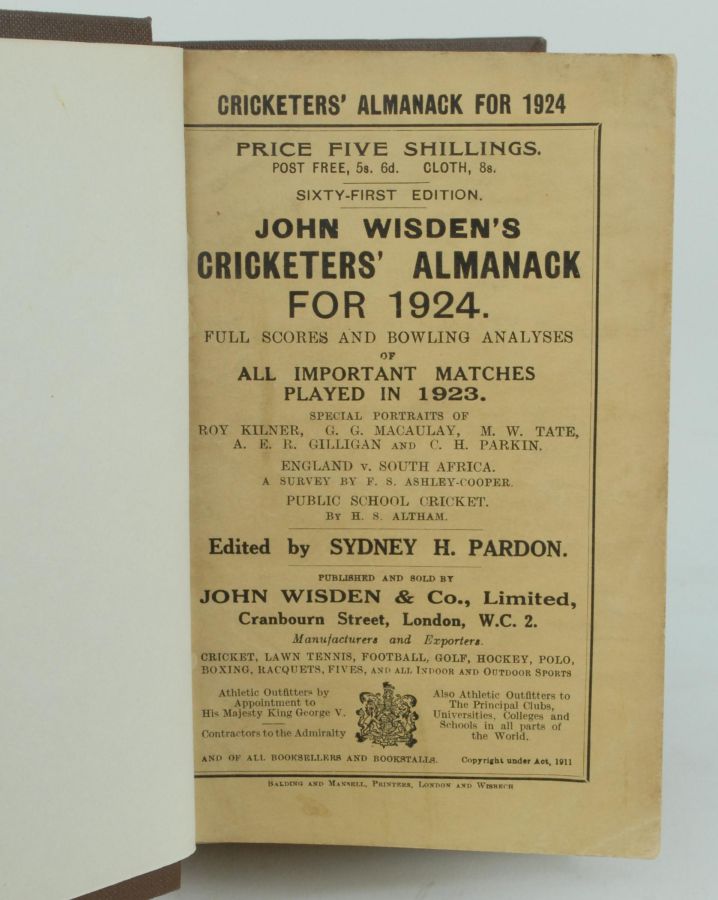 CRICKETERS' ALMANACK FOR 1924
PRICE FIVE SHILLINGS.
POST FREE, 5s. 6d. CLOTH, 8s.
SIXTY-FIRST EDITION.
JOHN WISDEN'S
CRICKETERS' ALMANACK
FOR 1924.
FULL SCORES AND BOWLING ANALYSES
OF
ALL IMPORTANT MATCHES
PLAYED IN 1923.
SPECIAL PORTRAITS OF
ROY KILNER, G. G. MACAULAY, M. W. TATE,
A. E. R. GILLIGAN AND C. H. PARKIN.
ENGLAND v. SOUTH AFRICA.
A SURVEY BY F. S. ASHLEY-COOPER.
PUBLIC SCHOOL CRICKET.
BY H. S. ALTHAM.
Edited by SYDNEY H. PARDON.
PUBLISHED AND SOLD BY
JOHN WISDEN & Co., Limited,
Cranbourn Street, London, W.C. 2.
Manufacturers and Exporters.
CRICKET, LAWN TENNIS, FOOTBALL, GOLF, HOCKEY, POLO,
BOXING, RACQUETS, FIVES, AND ALL INDOOR AND OUTDOOR SPORTS
Athletic Outfitters by
Appointment to
His Majesty King George V.
Contractors to the Admiralty
Also Athletic Outfitters to
The Principal Clubs,
Universities, Colleges and
Schools in all parts of
the World.
AND OF ALL BOOKSELLERS AND BOOKSTALLS. Copyright under Act, 1911
BALDING AND MANSELL, PRINTERS, LONDON AND WISBECH